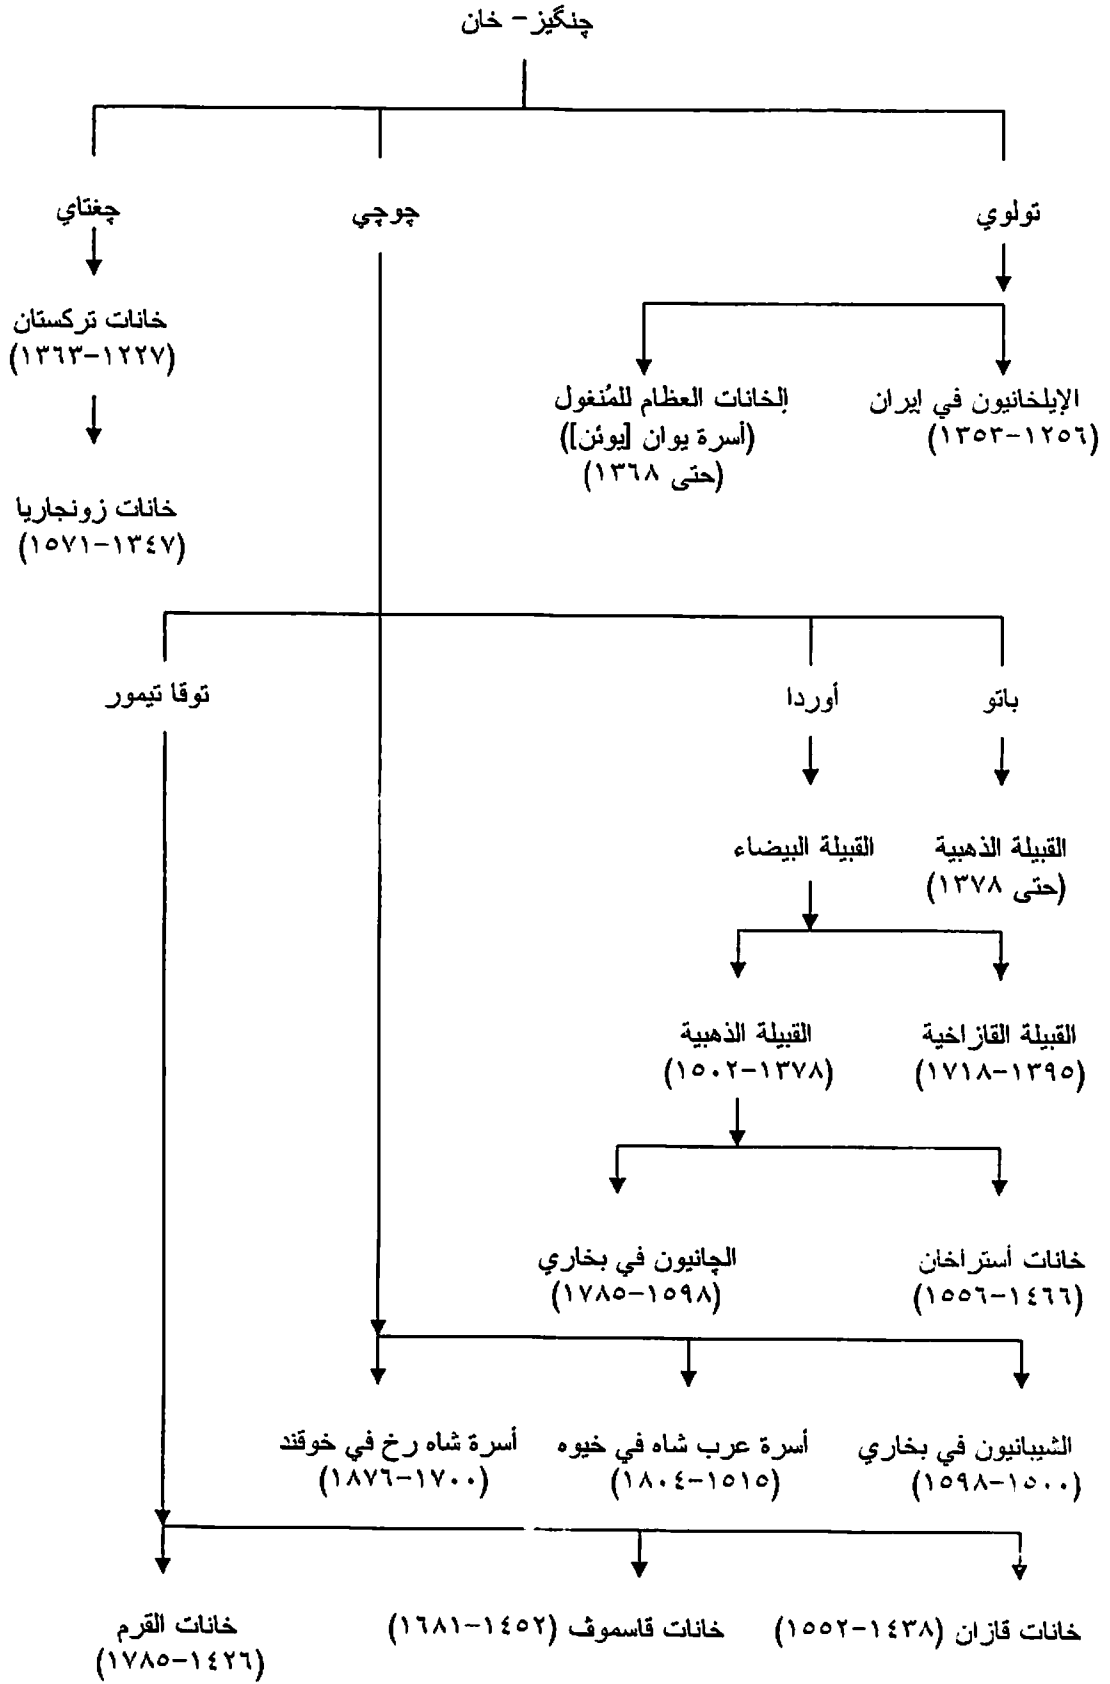 چنگیز - خان
تولوي
چوچي
چغتاي
خانات تركستان
(١٢٢٧–١٣٦٣)
الإيلخانيون في إيران
(١٢٥٦–١٣٥٣)
الخانات العظام للمُنغول
(أسرة يوان [يوئن])
(حتى ١٣٦٨)
خانات زونجاريا
(١٣٤٧–١٥٧١)
باتو
أوردا
توقا تيمور
القبيلة الذهبية
(حتى ١٣٧٨)
القبيلة البيضاء
القبيلة القازاخية
(١٣٩٥–١٧١٨)
القبيلة الذهبية
(١٣٧٨–١٥٠٢)
خانات أستراخان
(١٤٦٦–١٥٥٦)
الچانيون في بخاري
(١٥٩٨–١٧٨٥)
الشيبانيون في بخاري
(١٥٠٠–١٥٩٨)
أسرة عرب شاه في خيوه
(١٥١٥–١٨٠٤)
أسرة شاه رخ في خوقند
(١٧٠٠–١٨٧٦)
خانات قازان (١٤٣٨–١٥٥٢)
خانات قاسموڤ (١٤٥٢–١٦٨١)
خانات القرم
(١٤٢٦–١٧٨٥)